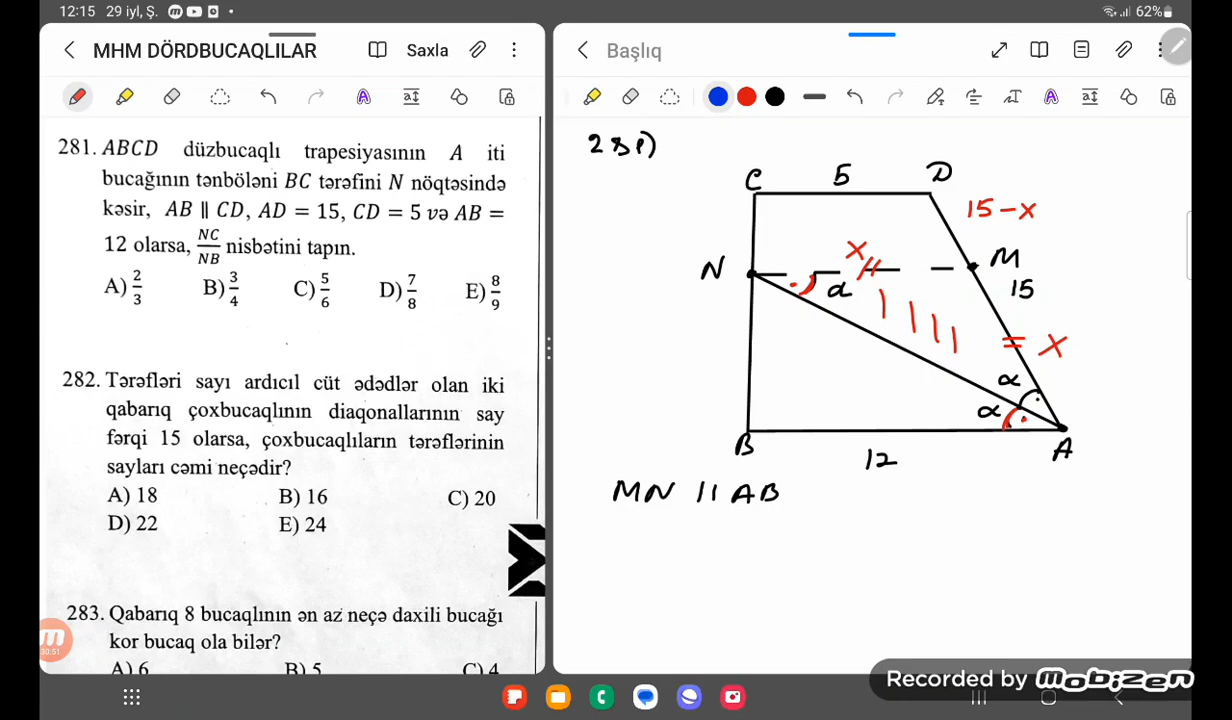 12:15 29 iyl, Ş. 62%
MHM DÖRDBUCAQLILAR Saxla
Başlıq
281. ABCD düzbucaqlı trapesiyasının A iti
bucağının tənböləni BC tərəfini N nöqtəsində
kəsir, AB ∥ CD, AD = 15, CD = 5 və AB =
12 olarsa, NC/NB nisbətini tapın.
A) 2/3 B) 3/4 C) 5/6 D) 7/8 E) 8/9
282. Tərəfləri sayı ardıcıl cüt ədədlər olan iki
qabarıq çoxbucaqlının diaqonallarının say
fərqi 15 olarsa, çoxbucaqlıların tərəflərinin
sayları cəmi neçədir?
A) 18 B) 16 C) 20
D) 22 E) 24
283. Qabarıq 8 bucaqlının ən az neçə daxili bucağı
kor bucaq ola bilər?
A) 6 B) 5 C) 4
30:51
281)
C 5 D
15-x
x
N M
α 15
= x
α
α
B 12 A
MN || AB
Recorded by mobizen